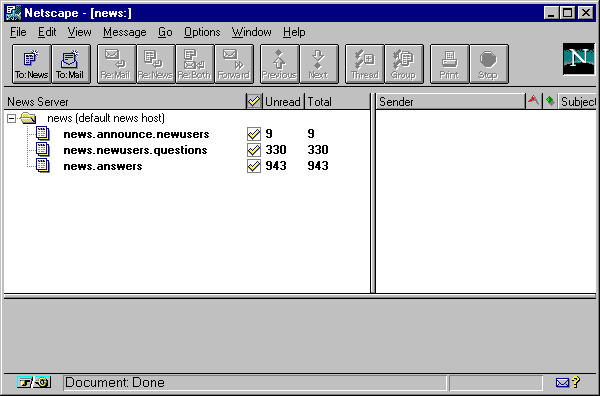 Netscape - [news:]
File Edit View Message Go Options Window Help
To: News To: Mail Re: Mail Re: News Re: Both Forward Previous Next Thread Group Print Stop N
News Server Unread Total Sender Subject
news (default news host)
news.announce.newusers 9 9
news.newusers.questions 330 330
news.answers 943 943
Document: Done ?